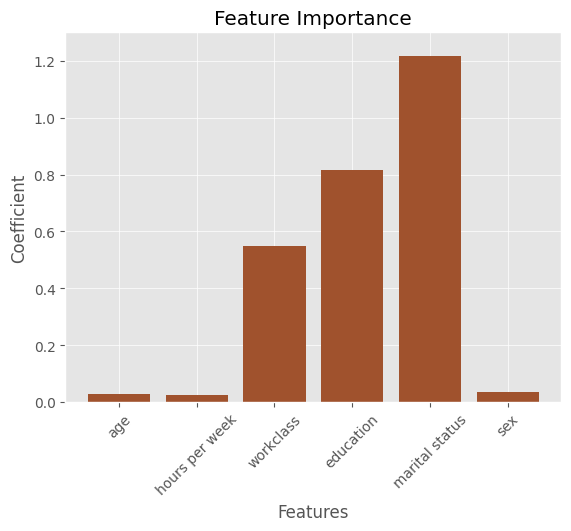 Feature Importance
Coefficient
1.2
1.0
0.8
0.6
0.4
0.2
0.0
age
hours per week
workclass
education
marital status
sex
Features